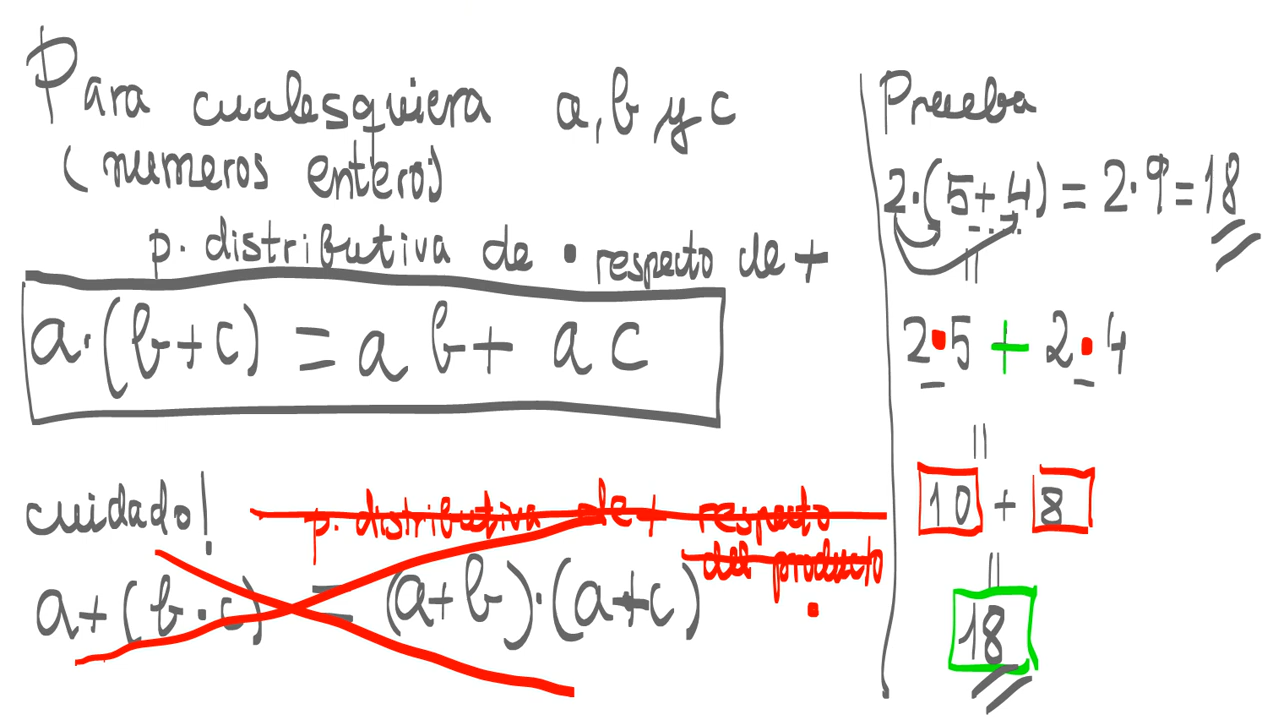 Para cualesquiera a, b y c
(numeros enteros)
p. distributiva de • respecto de +
a·(b+c) = a b + a c
cuidado! p. distributiva de + respecto
del producto
·
a+(b·c) = (a+b)·(a+c)
Prueba
2·(5+4) = 2·9 = 18
||
2·5 + 2·4
||
10 + 8
||
18